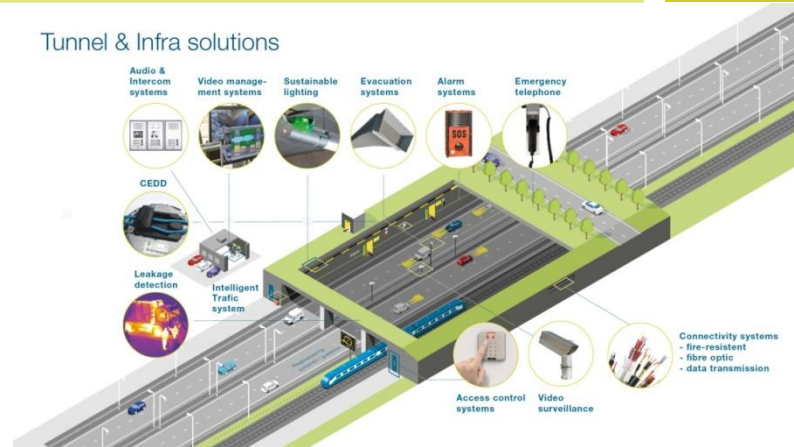 Tunnel & Infra solutions
Audio &
Intercom
systems
Video manage-
ment systems
Sustainable
lighting
Evacuation
systems
Alarm
systems
Emergency
telephone
SOS
CEDD
Leakage
detection
Intelligent
Trafic
system
Access control
systems
Video
surveillance
Connectivity systems
- fire-resistent
- fibre optic
- data transmission